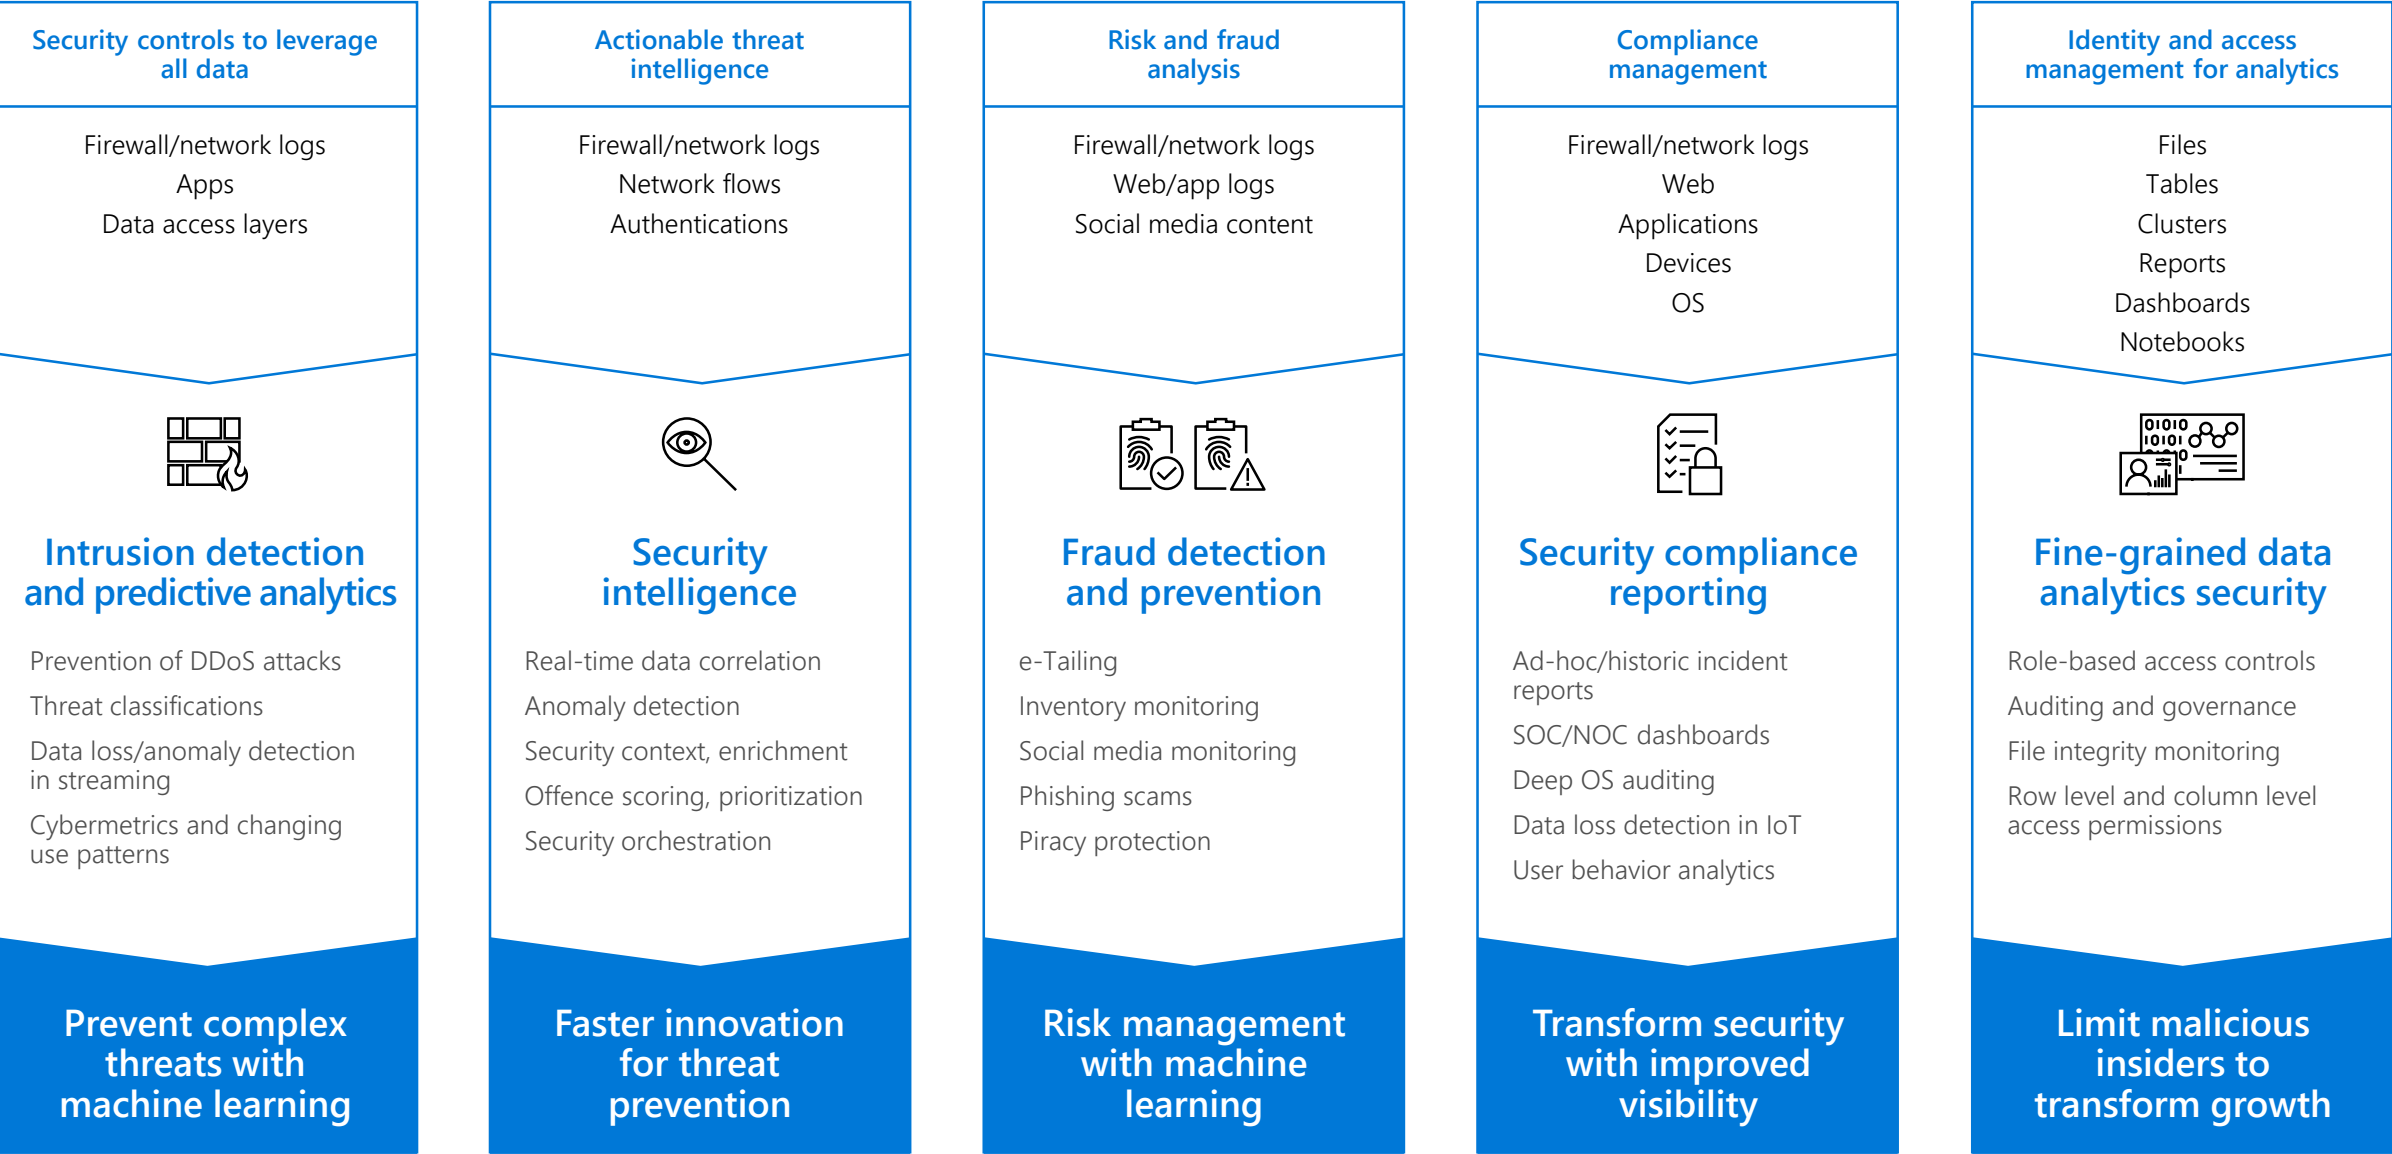 Security controls to leverage
all data
Firewall/network logs
Apps
Data access layers
Intrusion detection
and predictive analytics
Prevention of DDoS attacks
Threat classifications
Data loss/anomaly detection
in streaming
Cybermetrics and changing
use patterns
Prevent complex
threats with
machine learning
Actionable threat
intelligence
Firewall/network logs
Network flows
Authentications
Security
intelligence
Real-time data correlation
Anomaly detection
Security context, enrichment
Offence scoring, prioritization
Security orchestration
Faster innovation
for threat
prevention
Risk and fraud
analysis
Firewall/network logs
Web/app logs
Social media content
Fraud detection
and prevention
e-Tailing
Inventory monitoring
Social media monitoring
Phishing scams
Piracy protection
Risk management
with machine
learning
Compliance
management
Firewall/network logs
Web
Applications
Devices
OS
Security compliance
reporting
Ad-hoc/historic incident
reports
SOC/NOC dashboards
Deep OS auditing
Data loss detection in IoT
User behavior analytics
Transform security
with improved
visibility
Identity and access
management for analytics
Files
Tables
Clusters
Reports
Dashboards
Notebooks
01010
10101
Fine-grained data
analytics security
Role-based access controls
Auditing and governance
File integrity monitoring
Row level and column level
access permissions
Limit malicious
insiders to
transform growth